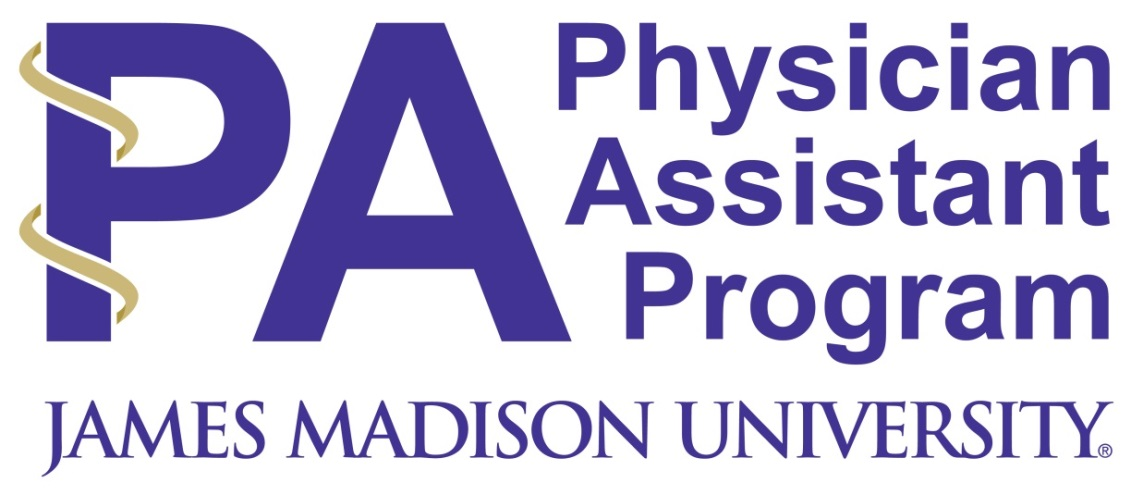 PA
Physician
Assistant
Program
JAMES MADISON UNIVERSITY®